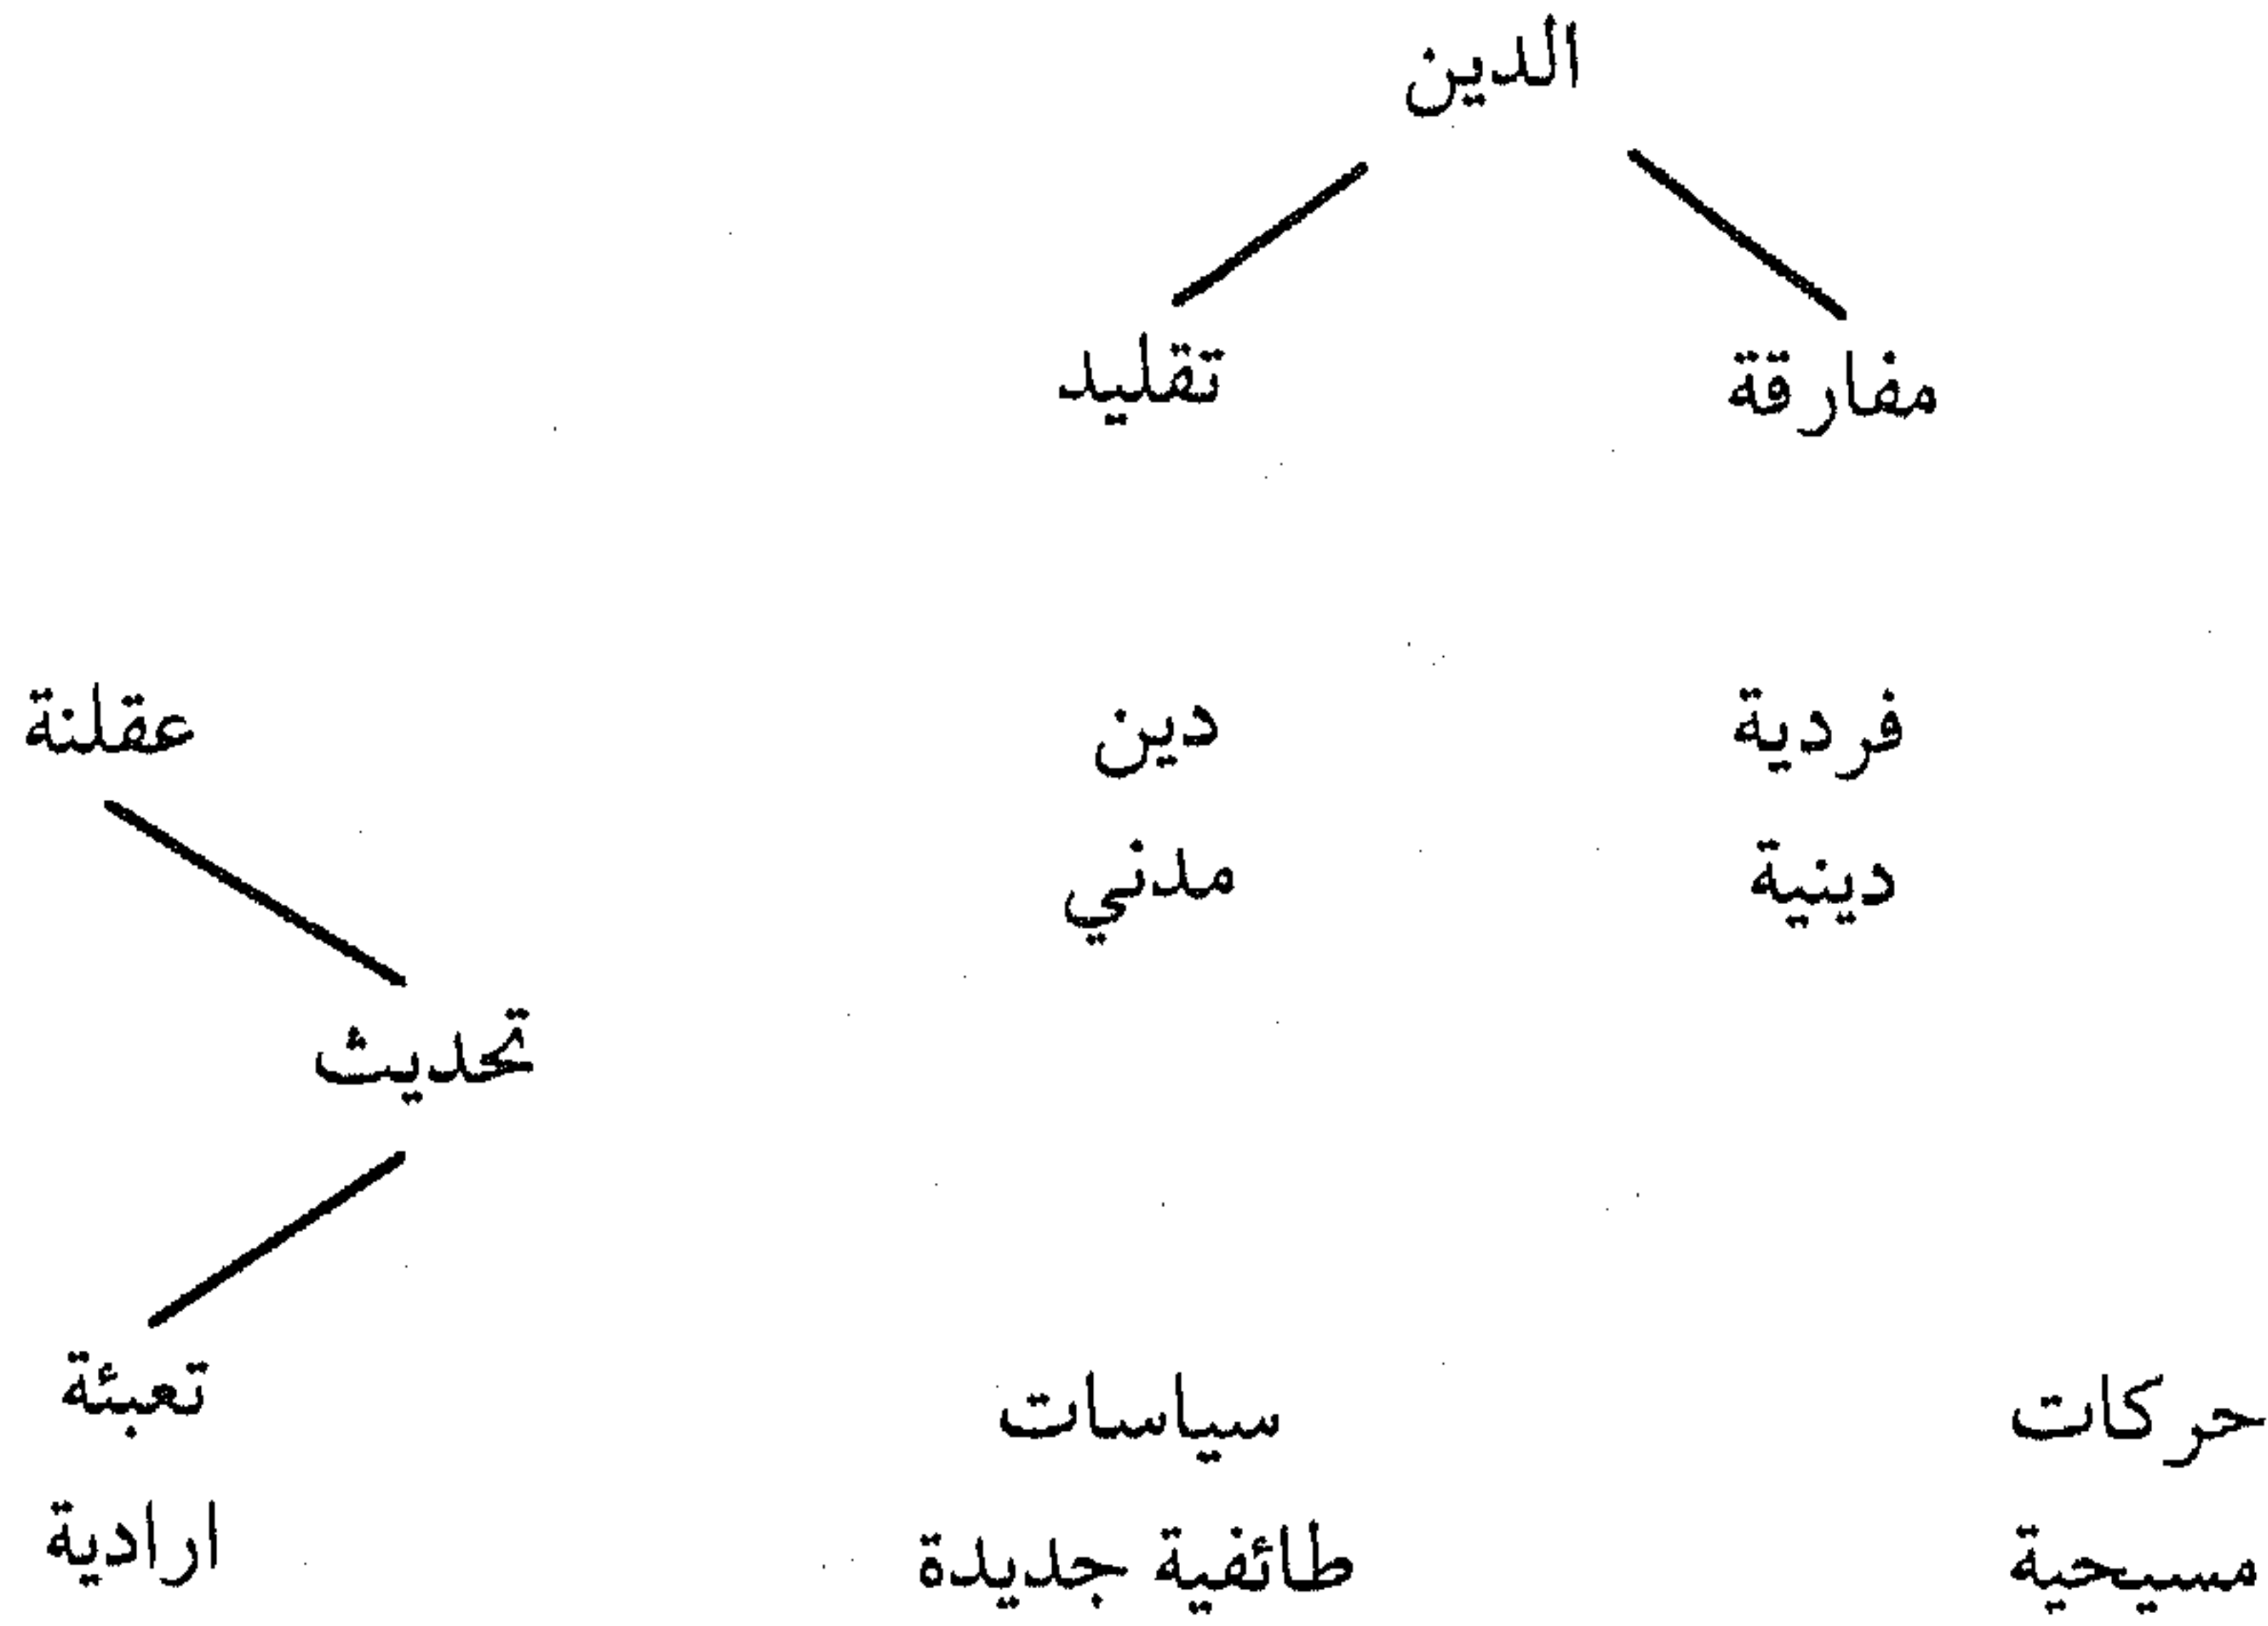 الدين
مفارقة
تقليد
فردية
دينية
دين
مدني
عقلنة
تحديث
حركات
مسيحية
سياسات
طائفية جديدة
تعبئة
ارادية